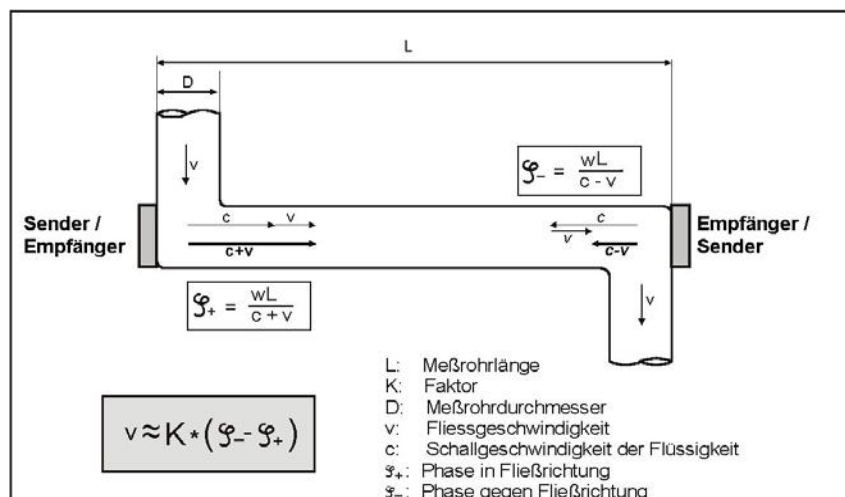 L
D
v
φ₋ = wL / (c - v)
Sender /
Empfänger
c v
c+v
c
v
c-v
Empfänger /
Sender
φ₊ = wL / (c + v)
v
v ≈ K * (φ₋ - φ₊)
L: Meßrohrlänge
K: Faktor
D: Meßrohrdurchmesser
v: Fliessgeschwindigkeit
c: Schallgeschwindigkeit der Flüssigkeit
φ₊: Phase in Fließrichtung
φ₋: Phase gegen Fließrichtung